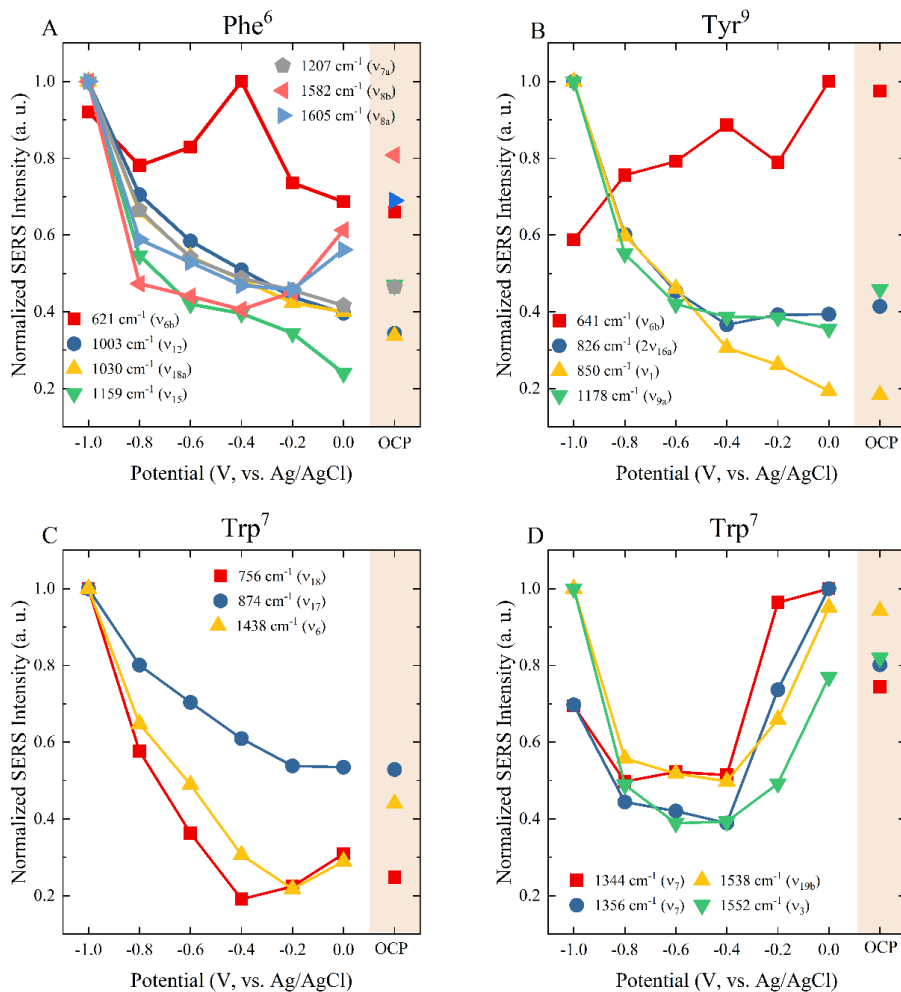 A
Phe⁶
1207 cm⁻¹ (ν₇ₐ)
1582 cm⁻¹ (ν₈b)
1605 cm⁻¹ (ν₈ₐ)
621 cm⁻¹ (ν₆b)
1003 cm⁻¹ (ν₁₂)
1030 cm⁻¹ (ν₁₈ₐ)
1159 cm⁻¹ (ν₁₅)
Normalized SERS Intensity (a. u.)
1.0
0.8
0.6
0.4
0.2
-1.0 -0.8 -0.6 -0.4 -0.2 0.0 OCP
Potential (V, vs. Ag/AgCl)
B
Tyr⁹
641 cm⁻¹ (ν₆b)
826 cm⁻¹ (2ν₁₆ₐ)
850 cm⁻¹ (ν₁)
1178 cm⁻¹ (ν₉ₐ)
Normalized SERS Intensity (a. u.)
1.0
0.8
0.6
0.4
0.2
-1.0 -0.8 -0.6 -0.4 -0.2 0.0 OCP
Potential (V, vs. Ag/AgCl)
C
Trp⁷
756 cm⁻¹ (ν₁₈)
874 cm⁻¹ (ν₁₇)
1438 cm⁻¹ (ν₆)
Normalized SERS Intensity (a. u.)
1.0
0.8
0.6
0.4
0.2
-1.0 -0.8 -0.6 -0.4 -0.2 0.0 OCP
Potential (V, vs. Ag/AgCl)
D
Trp⁷
1344 cm⁻¹ (ν₇) 1538 cm⁻¹ (ν₁₉b)
1356 cm⁻¹ (ν₇) 1552 cm⁻¹ (ν₃)
Normalized SERS Intensity (a. u.)
1.0
0.8
0.6
0.4
0.2
-1.0 -0.8 -0.6 -0.4 -0.2 0.0 OCP
Potential (V, vs. Ag/AgCl)